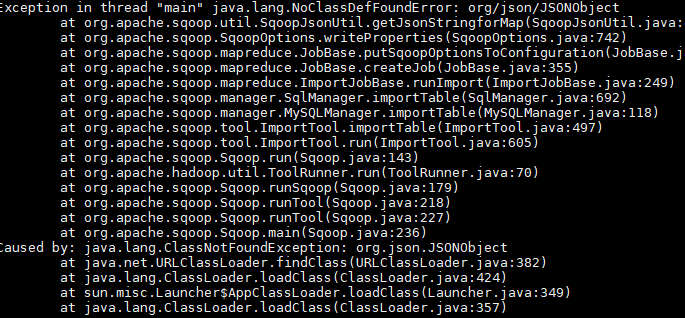 Exception in thread "main" java.lang.NoClassDefFoundError: org/json/JSONObject
at org.apache.sqoop.util.SqoopJsonUtil.getJsonStringforMap(SqoopJsonUtil.java:
at org.apache.sqoop.SqoopOptions.writeProperties(SqoopOptions.java:742)
at org.apache.sqoop.mapreduce.JobBase.putSqoopOptionsToConfiguration(JobBase.j
at org.apache.sqoop.mapreduce.JobBase.createJob(JobBase.java:355)
at org.apache.sqoop.mapreduce.ImportJobBase.runImport(ImportJobBase.java:249)
at org.apache.sqoop.manager.SqlManager.importTable(SqlManager.java:692)
at org.apache.sqoop.manager.MySQLManager.importTable(MySQLManager.java:118)
at org.apache.sqoop.tool.ImportTool.importTable(ImportTool.java:497)
at org.apache.sqoop.tool.ImportTool.run(ImportTool.java:605)
at org.apache.sqoop.Sqoop.run(Sqoop.java:143)
at org.apache.hadoop.util.ToolRunner.run(ToolRunner.java:70)
at org.apache.sqoop.Sqoop.runSqoop(Sqoop.java:179)
at org.apache.sqoop.Sqoop.runTool(Sqoop.java:218)
at org.apache.sqoop.Sqoop.runTool(Sqoop.java:227)
at org.apache.sqoop.Sqoop.main(Sqoop.java:236)
Caused by: java.lang.ClassNotFoundException: org.json.JSONObject
at java.net.URLClassLoader.findClass(URLClassLoader.java:382)
at java.lang.ClassLoader.loadClass(ClassLoader.java:424)
at sun.misc.Launcher$AppClassLoader.loadClass(Launcher.java:349)
at java.lang.ClassLoader.loadClass(ClassLoader.java:357)